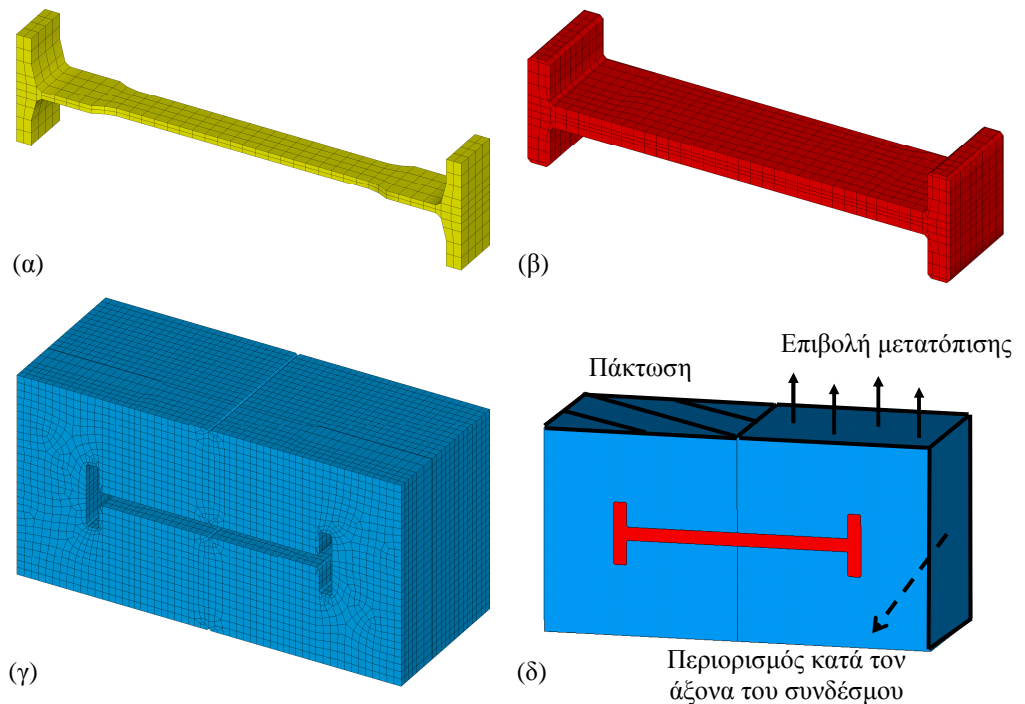 (α)
(β)
(γ)
Πάκτωση
Επιβολή μετατόπισης
(δ)
Περιορισμός κατά τον
άξονα του συνδέσμου